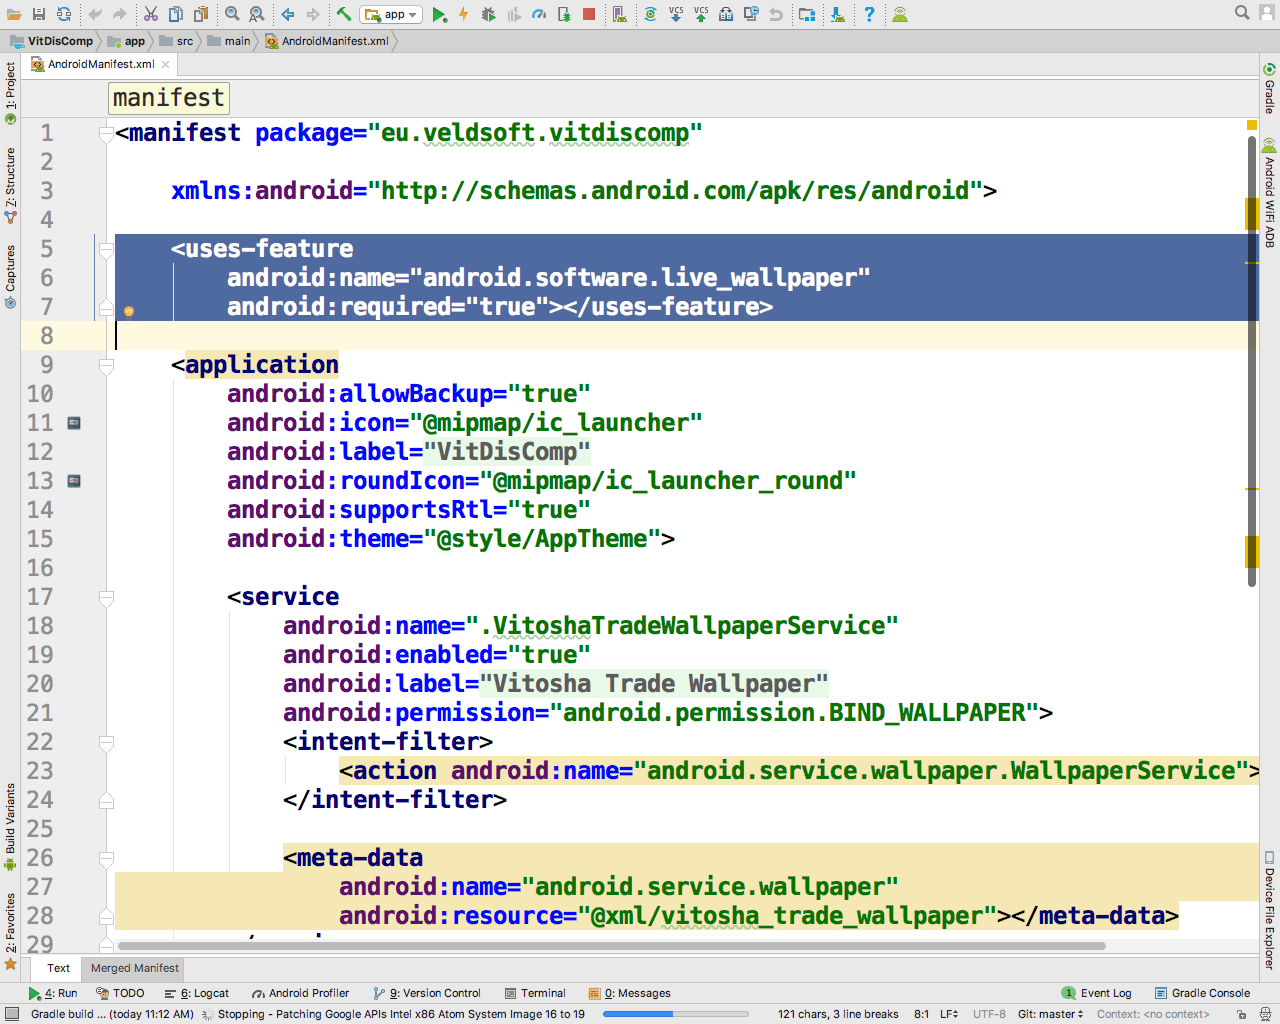 app
VitDisComp app src main AndroidManifest.xml
AndroidManifest.xml
manifest
1 <manifest package="eu.veldsoft.vitdiscomp"
2
3 xmlns:android="http://schemas.android.com/apk/res/android">
4
5 <uses-feature
6 android:name="android.software.live_wallpaper"
7 android:required="true"></uses-feature>
8
9 <application
10 android:allowBackup="true"
11 android:icon="@mipmap/ic_launcher"
12 android:label="VitDisComp"
13 android:roundIcon="@mipmap/ic_launcher_round"
14 android:supportsRtl="true"
15 android:theme="@style/AppTheme">
16
17 <service
18 android:name=".VitoshaTradeWallpaperService"
19 android:enabled="true"
20 android:label="Vitosha Trade Wallpaper"
21 android:permission="android.permission.BIND_WALLPAPER">
22 <intent-filter>
23 <action android:name="android.service.wallpaper.WallpaperService">
24 </intent-filter>
25
26 <meta-data
27 android:name="android.service.wallpaper"
28 android:resource="@xml/vitosha_trade_wallpaper"></meta-data>
29
1: Project
Z: Structure
Captures
Build Variants
2: Favorites
Gradle
Android WiFi ADB
Device File Explorer
Text Merged Manifest
4: Run TODO 6: Logcat Android Profiler 9: Version Control Terminal 0: Messages 1 Event Log Gradle Console
Gradle build ... (today 11:12 AM) Stopping - Patching Google APIs Intel x86 Atom System Image 16 to 19 121 chars, 3 line breaks 8:1 LF UTF-8 Git: master Context: <no context>